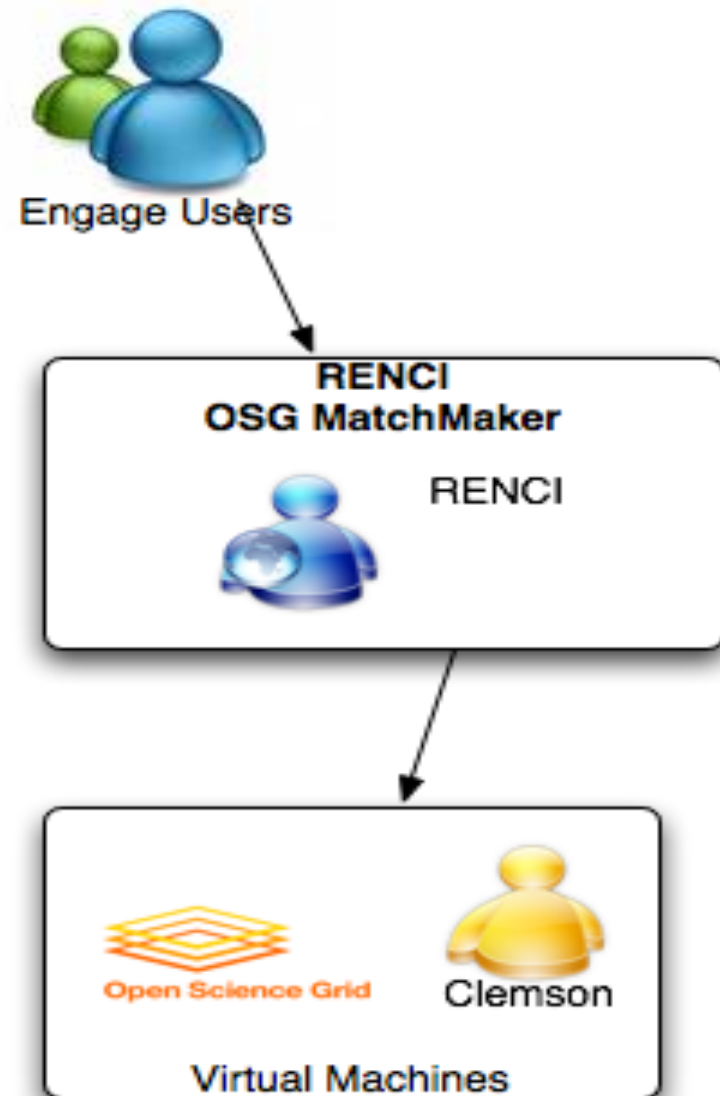 Engage Users
RENCI
OSG MatchMaker
RENCI
Open Science Grid
Clemson
Virtual Machines